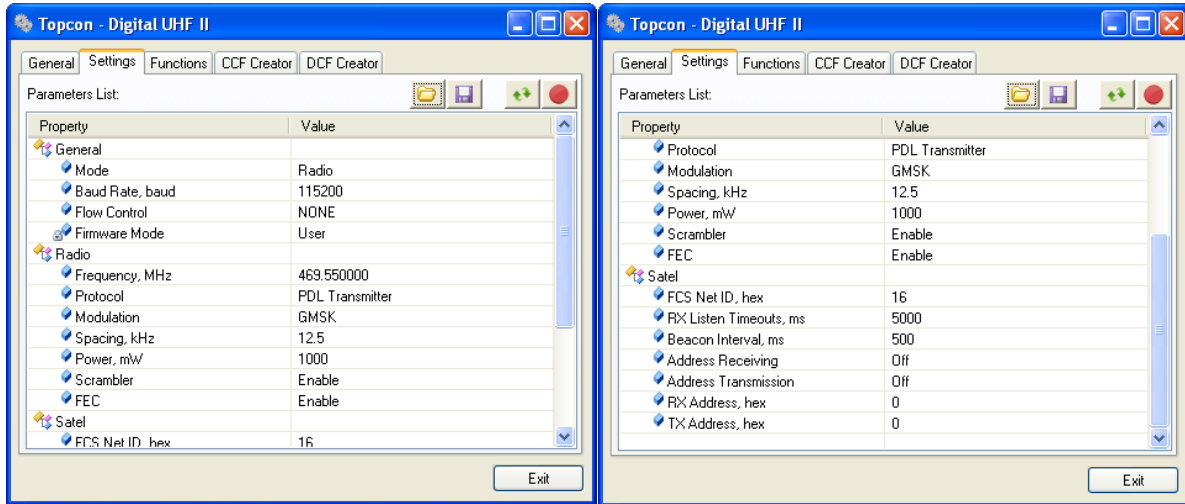 Topcon - Digital UHF II
General Settings Functions CCF Creator DCF Creator
Parameters List:
Property Value
General
Mode Radio
Baud Rate, baud 115200
Flow Control NONE
Firmware Mode User
Radio
Frequency, MHz 469.550000
Protocol PDL Transmitter
Modulation GMSK
Spacing, kHz 12.5
Power, mW 1000
Scrambler Enable
FEC Enable
Satel
FCS Net ID, hex 16
Exit
Topcon - Digital UHF II
General Settings Functions CCF Creator DCF Creator
Parameters List:
Property Value
Protocol PDL Transmitter
Modulation GMSK
Spacing, kHz 12.5
Power, mW 1000
Scrambler Enable
FEC Enable
Satel
FCS Net ID, hex 16
RX Listen Timeouts, ms 5000
Beacon Interval, ms 500
Address Receiving Off
Address Transmission Off
RX Address, hex 0
TX Address, hex 0
Exit